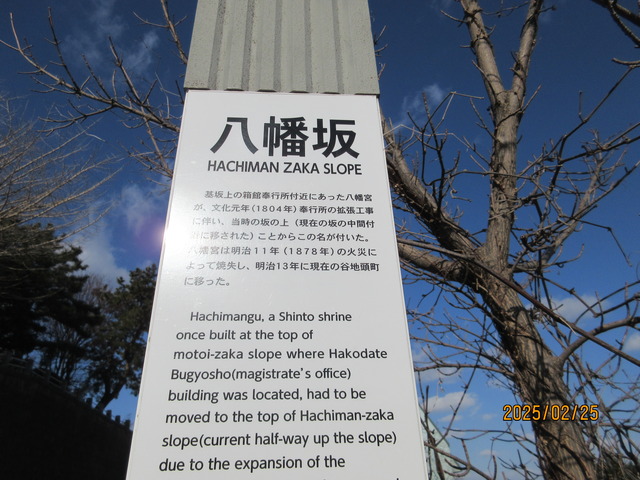 八幡坂
HACHIMAN ZAKA SLOPE
基坂上の箱館奉行所付近にあった八幡宮
が、文化元年(1804年)奉行所の拡張工事
に伴い、当時の坂の上(現在の坂の中間付
に移された)ことからこの名が付いた。
八幡宮は明治11年(1878年)の火災に
よって焼失し、明治13年に現在の谷地頭町
に移った。
Hachimangu, a Shinto shrine
once built at the top of
motoi-zaka slope where Hakodate
Bugyosho(magistrate's office)
building was located, had to be
moved to the top of Hachiman-zaka
slope(current half-way up the slope)
due to the expansion of the
2025/02/25